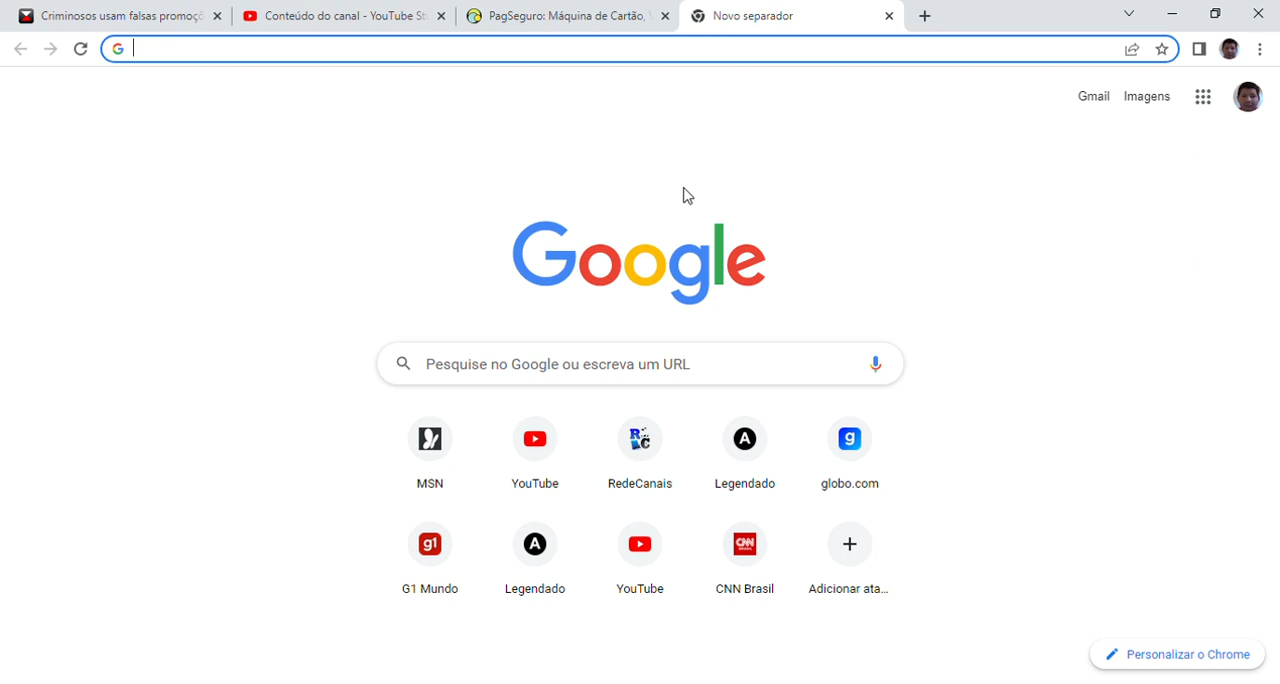 Criminosos usam falsas promoçõ
Conteúdo do canal - YouTube St
PagSeguro: Máquina de Cartão,
Novo separador
Gmail
Imagens
Google
Pesquise no Google ou escreva um URL
MSN
YouTube
RedeCanais
Legendado
globo.com
G1 Mundo
Legendado
YouTube
CNN Brasil
Adicionar ata...
Personalizar o Chrome